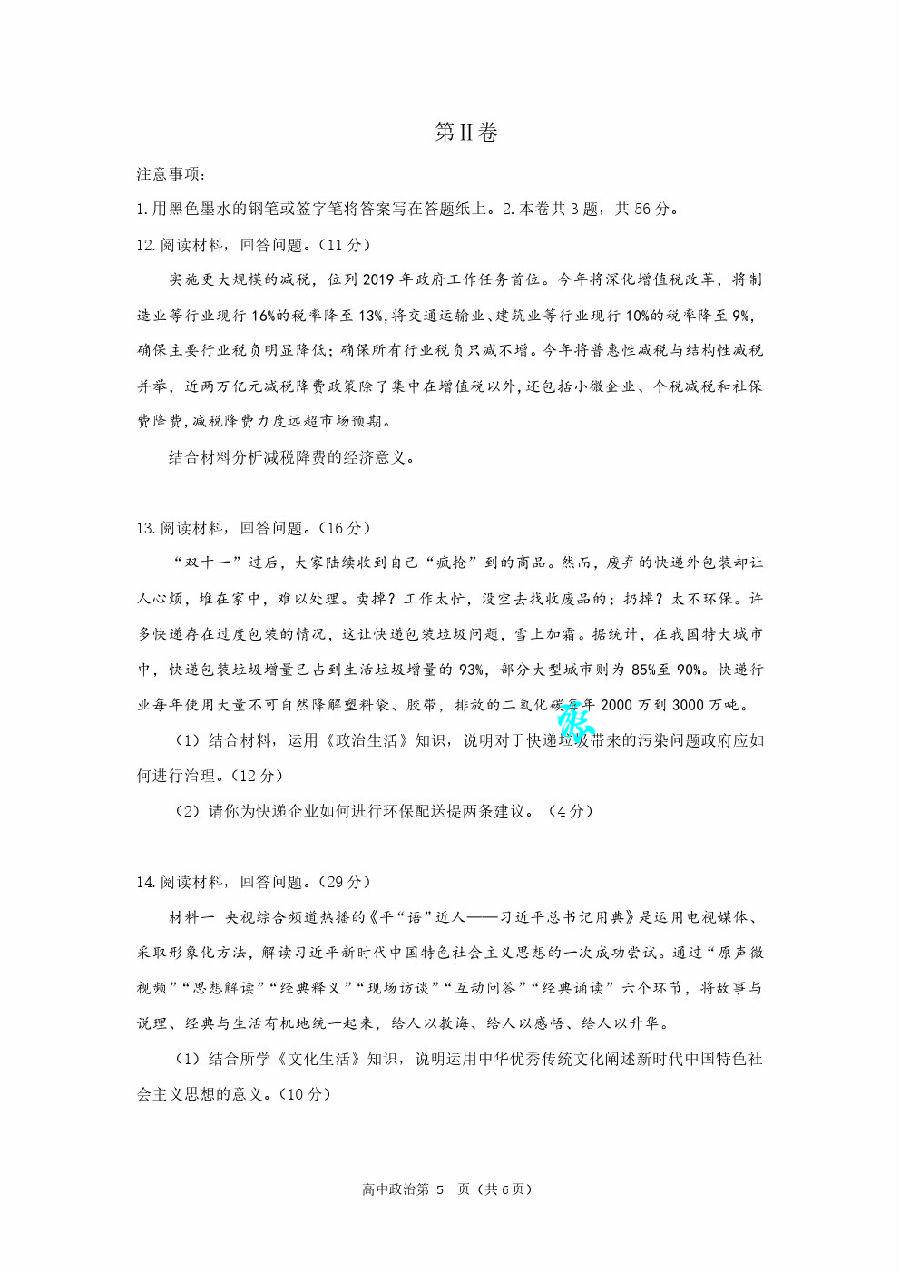 第Ⅱ卷
注意事项:
1.用黑色墨水的钢笔或签字笔将答案写在答题纸上。2.本卷共3题，共56分。
12.阅读材料，回答问题。(11分)
实施更大规模的减税，位列2019年政府工作任务首位。今年将深化增值税改革，将制
造业等行业现行16%的税率降至13%,将交通运输业、建筑业等行业现行10%的税率降至9%，
确保主要行业税负明显降低；确保所有行业税负只减不增。今年将普惠性减税与结构性减税
并举，近两万亿元减税降费政策除了集中在增值税以外,还包括小微企业、个税减税和社保
费降费,减税降费力度远超市场预期。
结合材料分析减税降费的经济意义。
13.阅读材料，回答问题。(16分)
“双十一”过后，大家陆续收到自己“疯抢”到的商品。然而，废弃的快递外包装却让
人心烦，堆在家中，难以处理。卖掉？工作太忙，没空去找收废品的；扔掉？太不环保。许
多快递存在过度包装的情况，这让快递包装垃圾问题，雪上加霜。据统计，在我国特大城市
中，快递包装垃圾增量已占到生活垃圾增量的93%，部分大型城市则为85%至90%。快递行
业每年使用大量不可自然降解塑料袋、胶带，排放的二氧化碳每年2000万到3000万吨。
（1）结合材料，运用《政治生活》知识，说明对于快递垃圾带来的污染问题政府应如
何进行治理。(12分)
（2）请你为快递企业如何进行环保配送提两条建议。（4分）
14.阅读材料，回答问题。(29分)
材料一 央视综合频道热播的《平“语”近人——习近平总书记用典》是运用电视媒体、
采取形象化方法，解读习近平新时代中国特色社会主义思想的一次成功尝试。通过“原声微
视频”“思想解读”“经典释义”“现场访谈”“互动问答”“经典诵读”六个环节，将故事与
说理、经典与生活有机地统一起来，给人以教诲、给人以感悟、给人以升华。
（1）结合所学《文化生活》知识，说明运用中华优秀传统文化阐述新时代中国特色社
会主义思想的意义。(10分)
高中政治第 5 页（共6页）